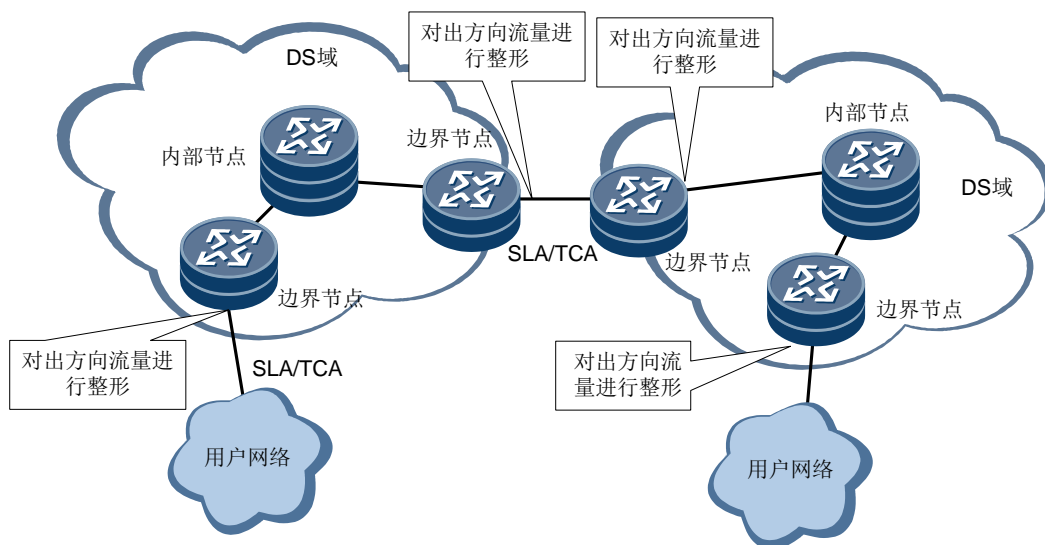 对出方向流量进
行整形
对出方向流量进
行整形
DS域
内部节点
边界节点
内部节点
DS域
SLA/TCA
边界节点
边界节点
边界节点
对出方向流量进
行整形
SLA/TCA
对出方向流
量进行整形
用户网络
用户网络